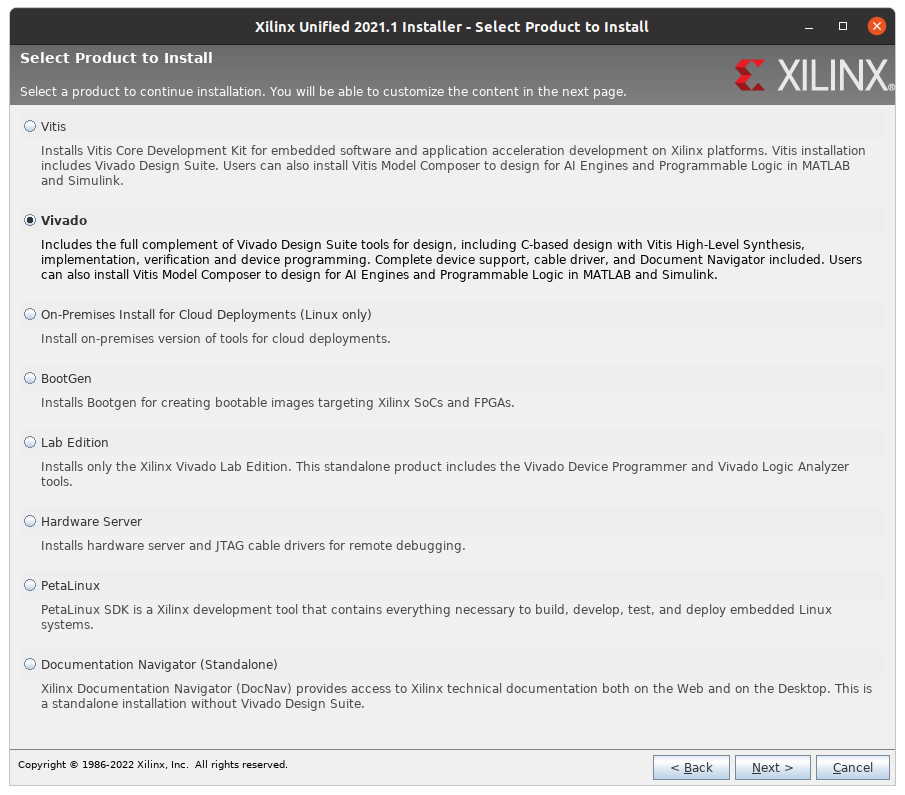 Xilinx Unified 2021.1 Installer - Select Product to Install
Select Product to Install
Select a product to continue installation. You will be able to customize the content in the next page.
XILINX®
Vitis
Installs Vitis Core Development Kit for embedded software and application acceleration development on Xilinx platforms. Vitis installation
includes Vivado Design Suite. Users can also install Vitis Model Composer to design for AI Engines and Programmable Logic in MATLAB
and Simulink.
Vivado
Includes the full complement of Vivado Design Suite tools for design, including C-based design with Vitis High-Level Synthesis,
implementation, verification and device programming. Complete device support, cable driver, and Document Navigator included. Users
can also install Vitis Model Composer to design for AI Engines and Programmable Logic in MATLAB and Simulink.
On-Premises Install for Cloud Deployments (Linux only)
Install on-premises version of tools for cloud deployments.
BootGen
Installs Bootgen for creating bootable images targeting Xilinx SoCs and FPGAs.
Lab Edition
Installs only the Xilinx Vivado Lab Edition. This standalone product includes the Vivado Device Programmer and Vivado Logic Analyzer
tools.
Hardware Server
Installs hardware server and JTAG cable drivers for remote debugging.
PetaLinux
PetaLinux SDK is a Xilinx development tool that contains everything necessary to build, develop, test, and deploy embedded Linux
systems.
Documentation Navigator (Standalone)
Xilinx Documentation Navigator (DocNav) provides access to Xilinx technical documentation both on the Web and on the Desktop. This is
a standalone installation without Vivado Design Suite.
Copyright © 1986-2022 Xilinx, Inc.  All rights reserved.
< Back
Next >
Cancel